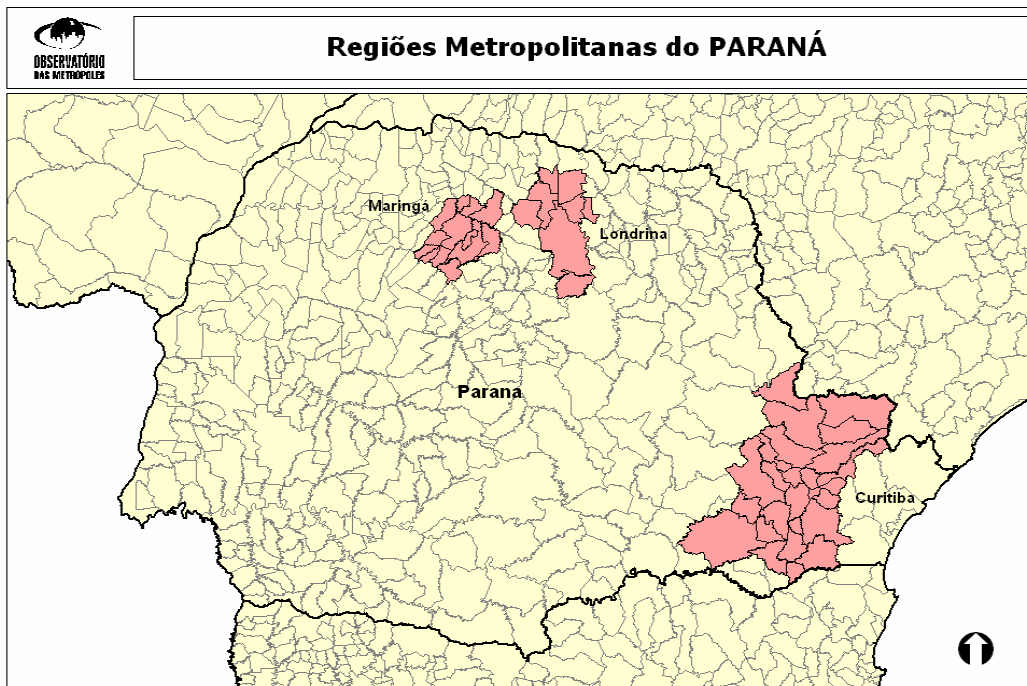 OBSERVATÓRIO
DAS METRÓPOLES
Regiões Metropolitanas do PARANÁ
Maringá
Londrina
Parana
Curitiba